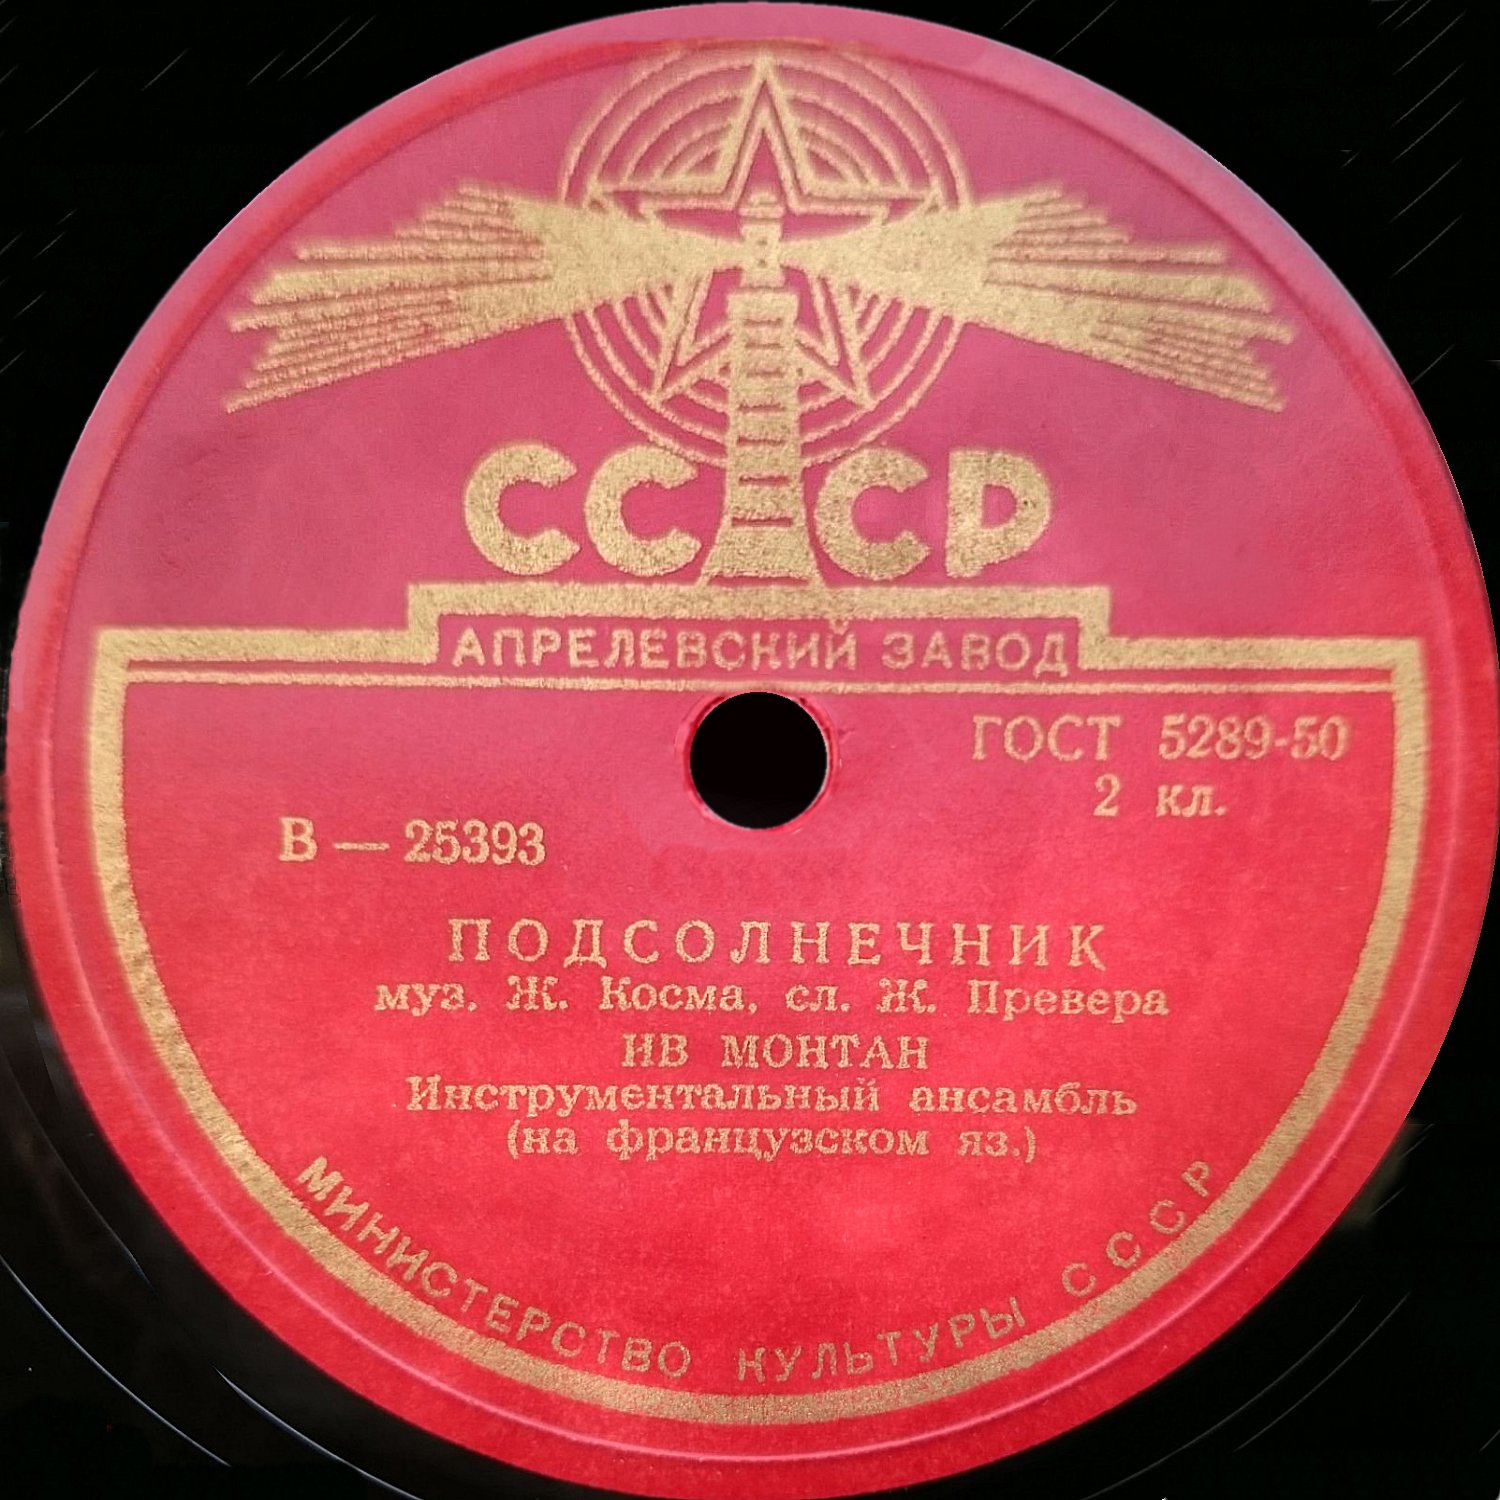 СССР
АПРЕЛЕВСКИЙ ЗАВОД
ГОСТ 5289-50
2 кл.
В — 25393
ПОДСОЛНЕЧНИК
муз. Ж. Косма, сл. Ж. Превера
ИВ МОНТАН
Инструментальный ансамбль
(на французском яз.)
МИНИСТЕРСТВО КУЛЬТУРЫ СССР